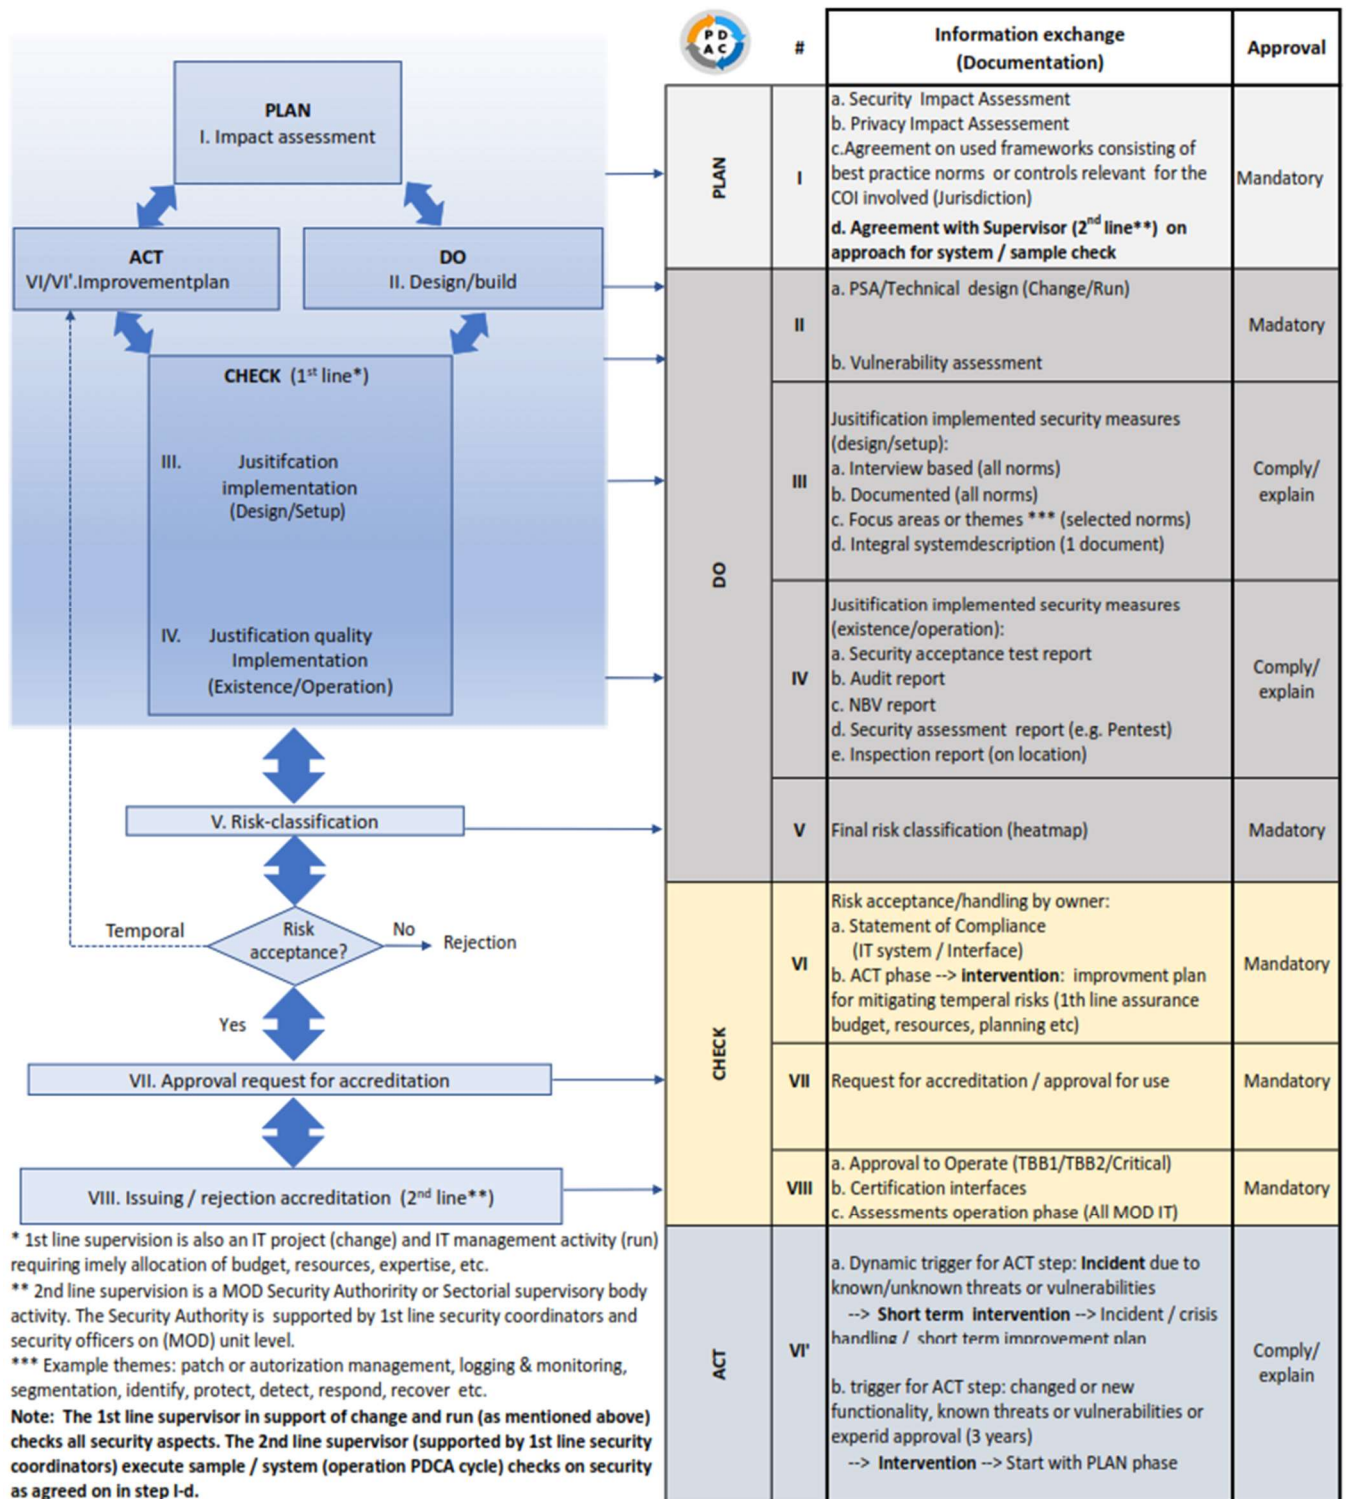 PLAN
I. Impact assessment
ACT
VI/VI'.Improvementplan
DO
II. Design/build
CHECK (1st line*)
III. Jusitifcation
implementation
(Design/Setup)
IV. Justification quality
Implementation
(Existence/Operation)
V. Risk-classification
Temporal
Risk
acceptance?
No
Rejection
Yes
VII. Approval request for accreditation
VIII. Issuing / rejection accreditation (2nd line**)
* 1st line supervision is also an IT project (change) and IT management activity (run)
requiring imely allocation of budget, resources, expertise, etc.
** 2nd line supervision is a MOD Security Authoririty or Sectorial supervisory body
activity. The Security Authority is supported by 1st line security coordinators and
security officers on (MOD) unit level.
*** Example themes: patch or autorization management, logging & monitoring,
segmentation, identify, protect, detect, respond, recover etc.
Note: The 1st line supervisor in support of change and run (as mentioned above)
checks all security aspects. The 2nd line supervisor (supported by 1st line security
coordinators) execute sample / system (operation PDCA cycle) checks on security
as agreed on in step I-d.
P D
A C
#
Information exchange
(Documentation)
Approval
PLAN
I
a. Security Impact Assessment
b. Privacy Impact Assessement
c.Agreement on used frameworks consisting of
best practice norms or controls relevant for the
COI involved (Jurisdiction)
d. Agreement with Supervisor (2nd line**) on
approach for system / sample check
Mandatory
DO
II
a. PSA/Technical design (Change/Run)
b. Vulnerability assessment
Madatory
III
Jusitification implemented security measures
(design/setup):
a. Interview based (all norms)
b. Documented (all norms)
c. Focus areas or themes *** (selected norms)
d. Integral systemdescription (1 document)
Comply/
explain
IV
Jusitification implemented security measures
(existence/operation):
a. Security acceptance test report
b. Audit report
c. NBV report
d. Security assessment report (e.g. Pentest)
e. Inspection report (on location)
Comply/
explain
V
Final risk classification (heatmap)
Madatory
CHECK
VI
Risk acceptance/handling by owner:
a. Statement of Compliance
(IT system / Interface)
b. ACT phase --> intervention: improvment plan
for mitigating temperal risks (1th line assurance
budget, resources, planning etc)
Mandatory
VII
Request for accreditation / approval for use
Mandatory
VIII
a. Approval to Operate (TBB1/TBB2/Critical)
b. Certification interfaces
c. Assessments operation phase (All MOD IT)
Mandatory
ACT
VI'
a. Dynamic trigger for ACT step: Incident due to
known/unknown threats or vulnerabilities
--> Short term intervention --> Incident / crisis
handling / short term improvement plan
b. trigger for ACT step: changed or new
functionality, known threats or vulnerabilities or
experid approval (3 years)
--> Intervention --> Start with PLAN phase
Comply/
explain